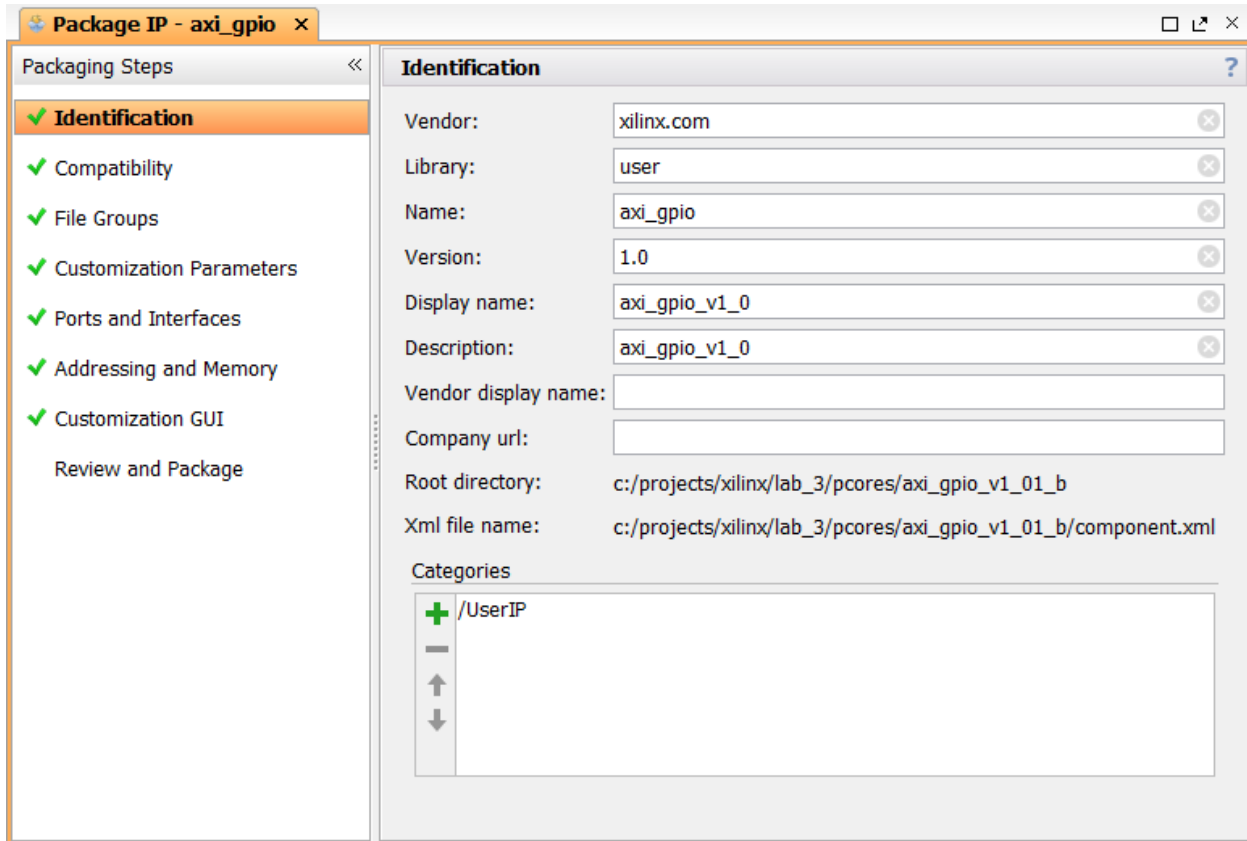 Package IP - axi_gpio
Packaging Steps
Identification
Compatibility
File Groups
Customization Parameters
Ports and Interfaces
Addressing and Memory
Customization GUI
Review and Package
Identification
Vendor: xilinx.com
Library: user
Name: axi_gpio
Version: 1.0
Display name: axi_gpio_v1_0
Description: axi_gpio_v1_0
Vendor display name:
Company url:
Root directory: c:/projects/xilinx/lab_3/pcores/axi_gpio_v1_01_b
Xml file name: c:/projects/xilinx/lab_3/pcores/axi_gpio_v1_01_b/component.xml
Categories
/UserIP